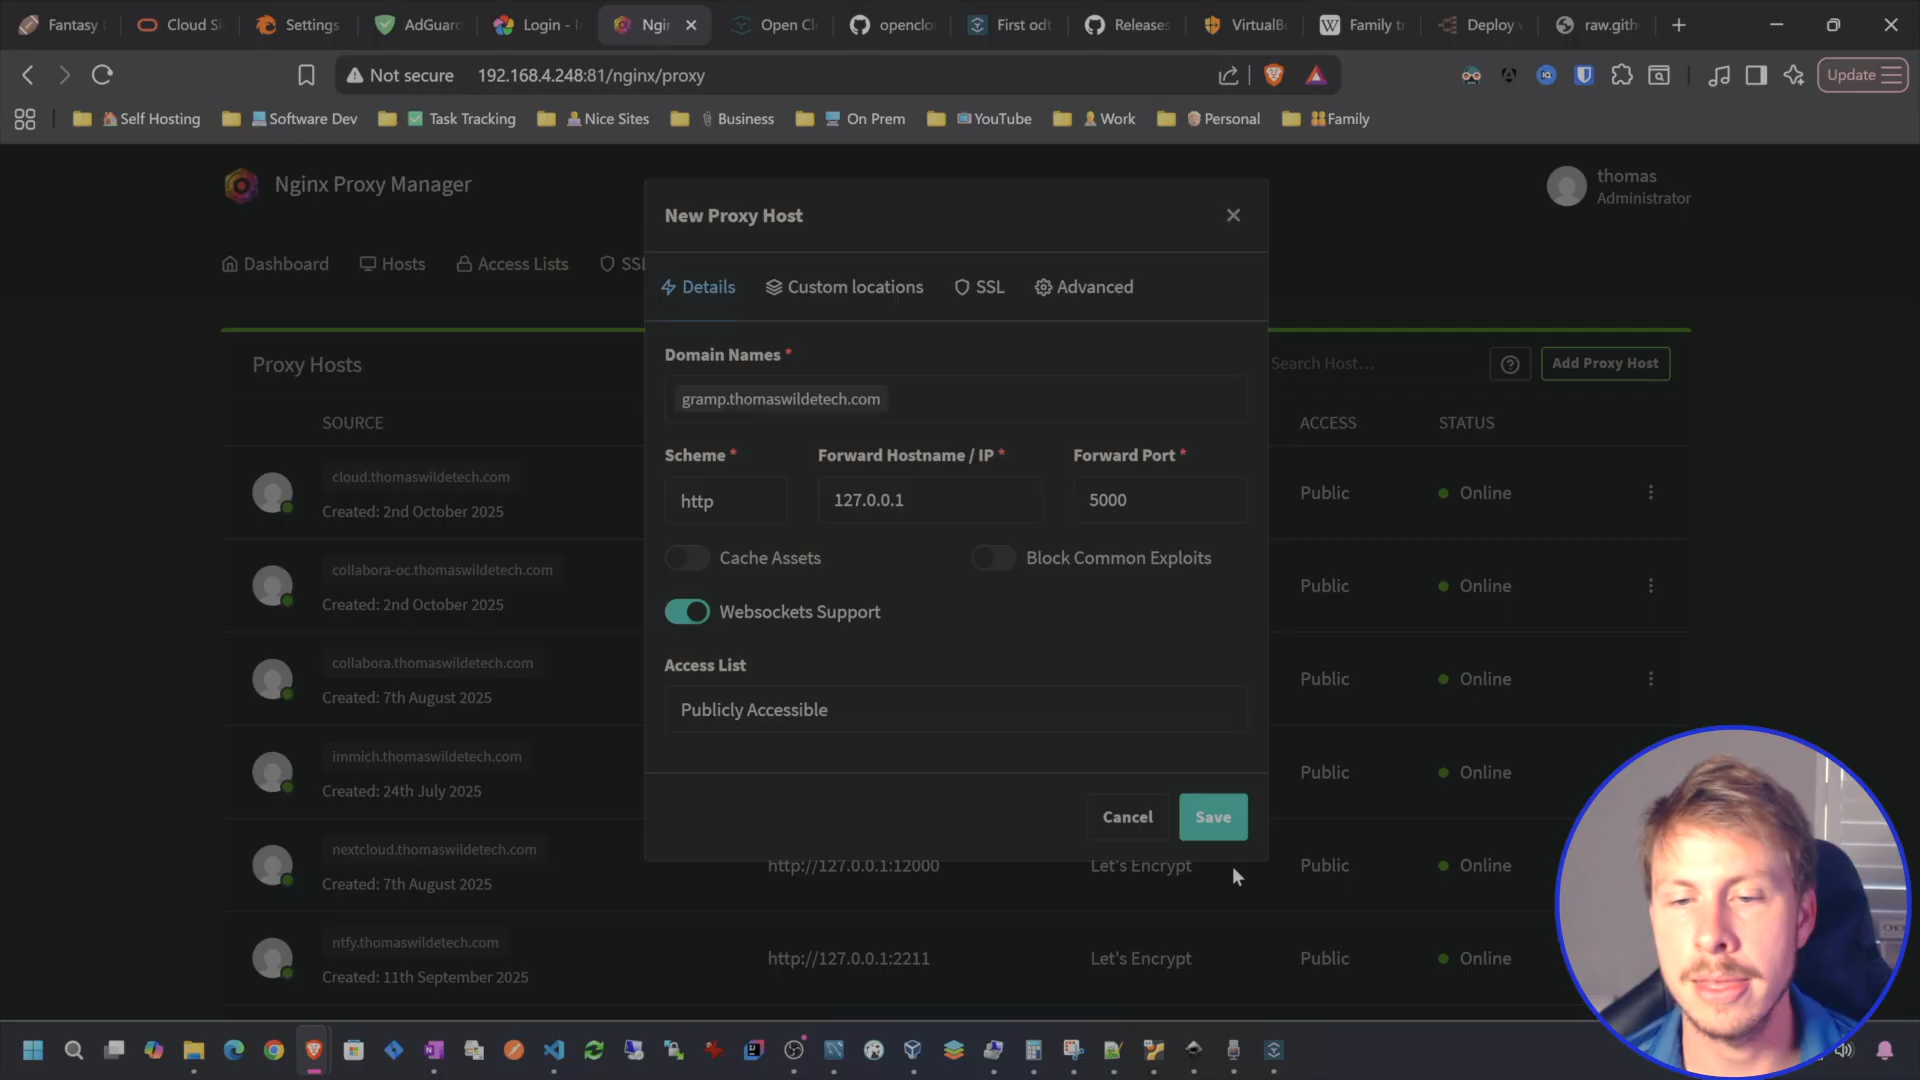 Fantasy
Cloud Si
Settings
AdGuard
Login - I
Ngi
Open Cl
openclo
First odt
Releases
VirtualB
Family tr
Deploy
raw.gith
Not secure
192.168.4.248:81/nginx/proxy
Update
Self Hosting
Software Dev
Task Tracking
Nice Sites
Business
On Prem
YouTube
Work
Personal
Family
Nginx Proxy Manager
thomas
Administrator
Dashboard
Hosts
Access Lists
SSL
Proxy Hosts
Search Host...
Add Proxy Host
SOURCE
ACCESS
STATUS
cloud.thomaswildetech.com
Created: 2nd October 2025
Public
Online
collabora-oc.thomaswildetech.com
Created: 2nd October 2025
Public
Online
collabora.thomaswildetech.com
Created: 7th August 2025
Public
Online
immich.thomaswildetech.com
Created: 24th July 2025
Public
Online
nextcloud.thomaswildetech.com
Created: 7th August 2025
http://127.0.0.1:12000
Let's Encrypt
Public
Online
ntfy.thomaswildetech.com
Created: 11th September 2025
http://127.0.0.1:2211
Let's Encrypt
Public
Online
New Proxy Host
Details
Custom locations
SSL
Advanced
Domain Names *
gramp.thomaswildetech.com
Scheme *
Forward Hostname / IP *
Forward Port *
http
127.0.0.1
5000
Cache Assets
Block Common Exploits
Websockets Support
Access List
Publicly Accessible
Cancel
Save